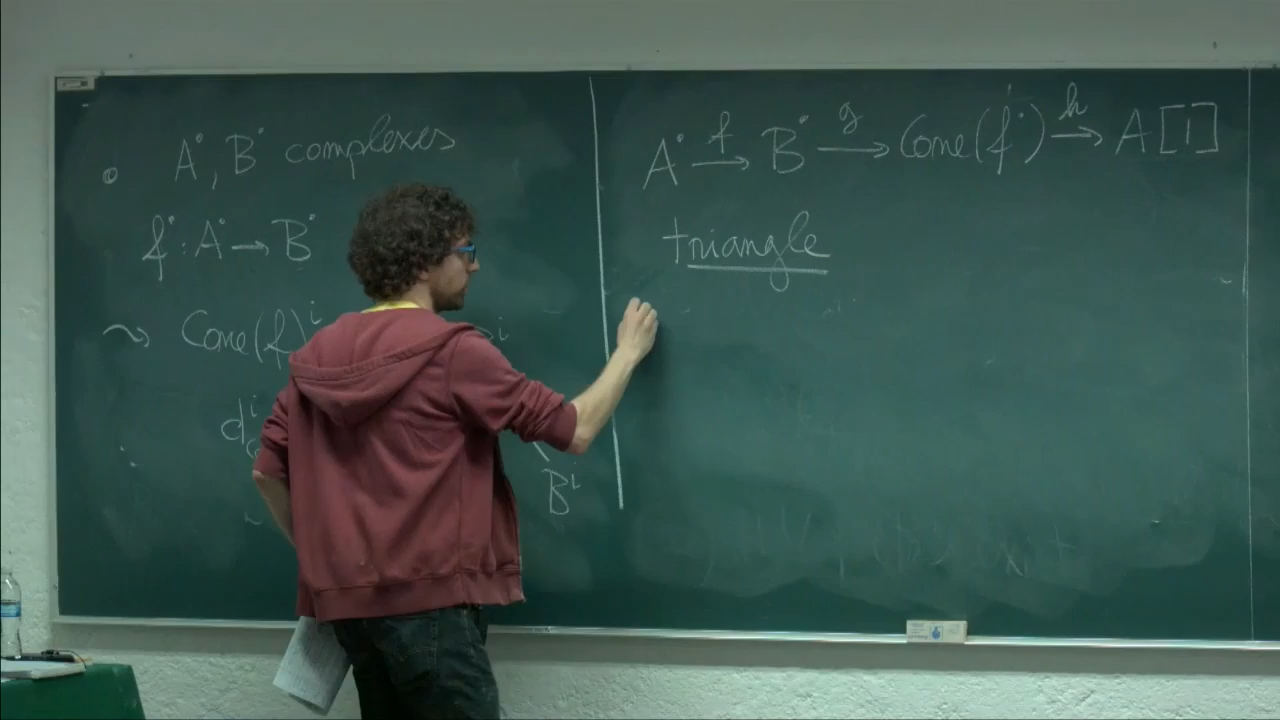 ∘ A•, B• complexes
f• : A• → B•
⇝ Cone(f)^i
d^i
B^i
A• —f→ B• —g→ Cone(f•) —h→ A[1]
triangle